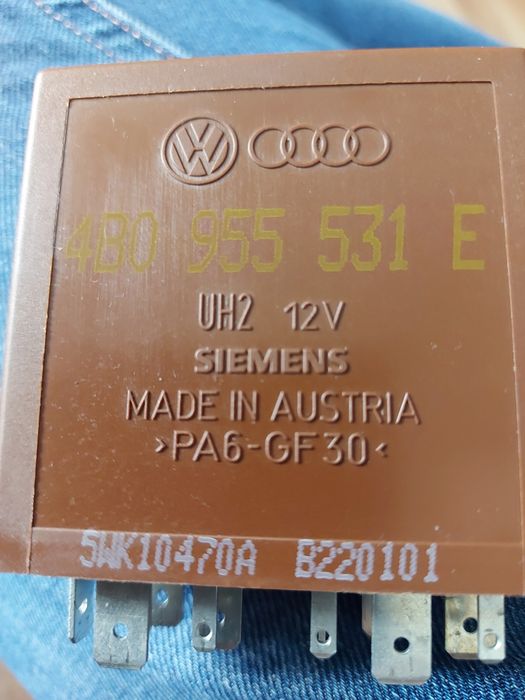 4B0 955 531 E
UH2 12V
SIEMENS
MADE IN AUSTRIA
>PA6-GF30<
5WK10470A B220101